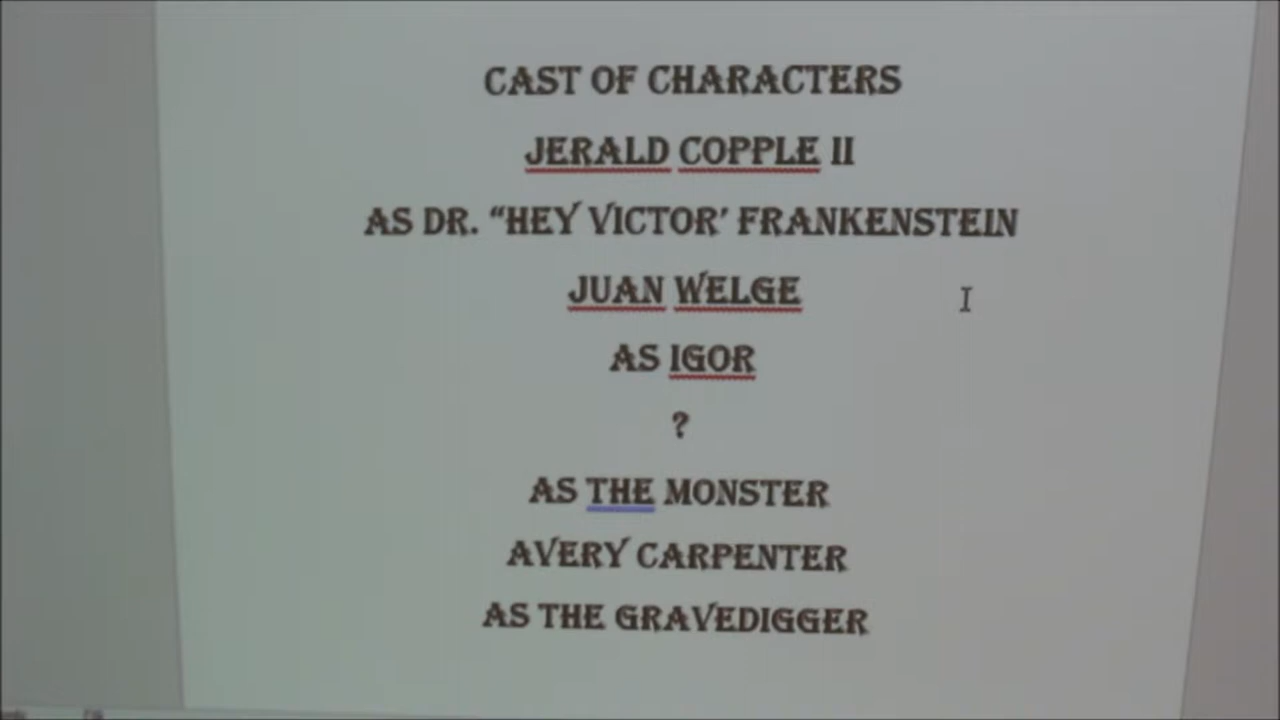 CAST OF CHARACTERS
JERALD COPPLE II
AS DR. “HEY VICTOR’ FRANKENSTEIN
JUAN WELGE
AS IGOR
?
AS THE MONSTER
AVERY CARPENTER
AS THE GRAVEDIGGER